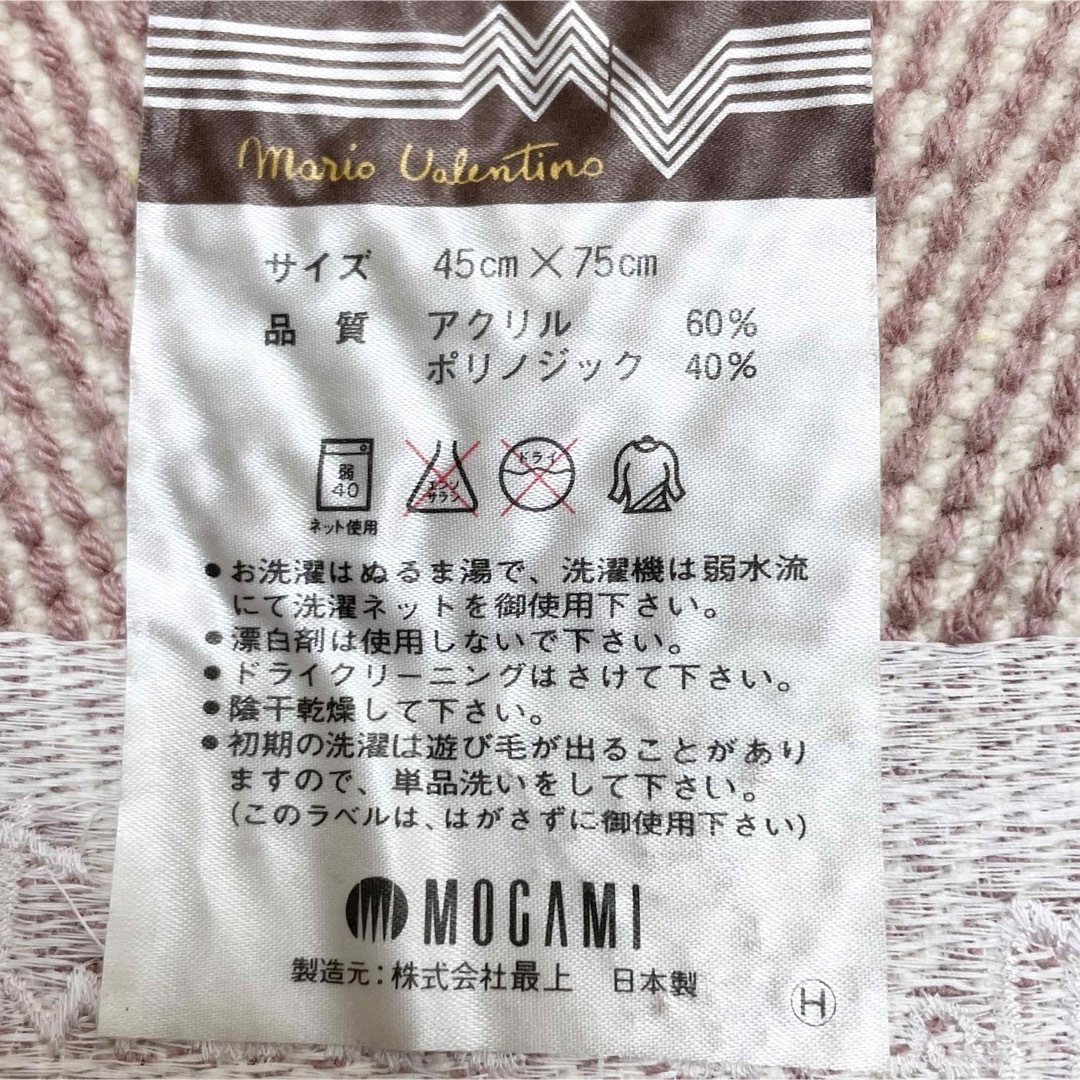 Mario Valentino
サイズ 45cm×75cm
品 質 アクリル 60%
ポリノジック 40%
弱
40
ネット使用
エンソ
サラシ
ドライ
●お洗濯はぬるま湯で、洗濯機は弱水流
にて洗濯ネットを御使用下さい。
●漂白剤は使用しないで下さい。
●ドライクリーニングはさけて下さい。
●陰干乾燥して下さい。
●初期の洗濯は遊び毛が出ることがあり
ますので、単品洗いをして下さい。
(このラベルは、はがさずに御使用下さい)
MOGAMI
製造元:株式会社最上 日本製
H